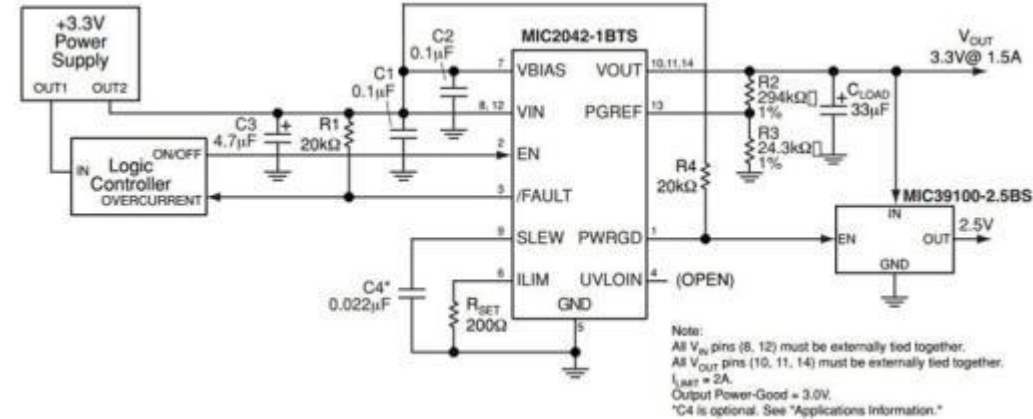 +3.3V
Power
Supply
OUT1 OUT2
C3
4.7µF
R1
20kΩ
C1
0.1µF
C2
0.1µF
IN
ON/OFF
Logic
Controller
OVERCURRENT
MIC2042-1BTS
7 VBIAS VOUT 10,11,14
8, 12 VIN PGREF 13
2 EN
3 /FAULT
9 SLEW PWRGD 1
6 ILIM UVLOIN 4 (OPEN)
GND
5
C4*
0.022µF
RSET
200Ω
R4
20kΩ
R2
294kΩ□
1%
R3
24.3kΩ□
1%
CLOAD
33µF
VOUT
3.3V@ 1.5A
MIC39100-2.5BS
IN
EN OUT
GND
2.5V
Note:
All VIN pins (8, 12) must be externally tied together.
All VOUT pins (10, 11, 14) must be externally tied together.
ILIMIT = 2A.
Output Power-Good = 3.0V.
*C4 is optional. See "Applications Information."